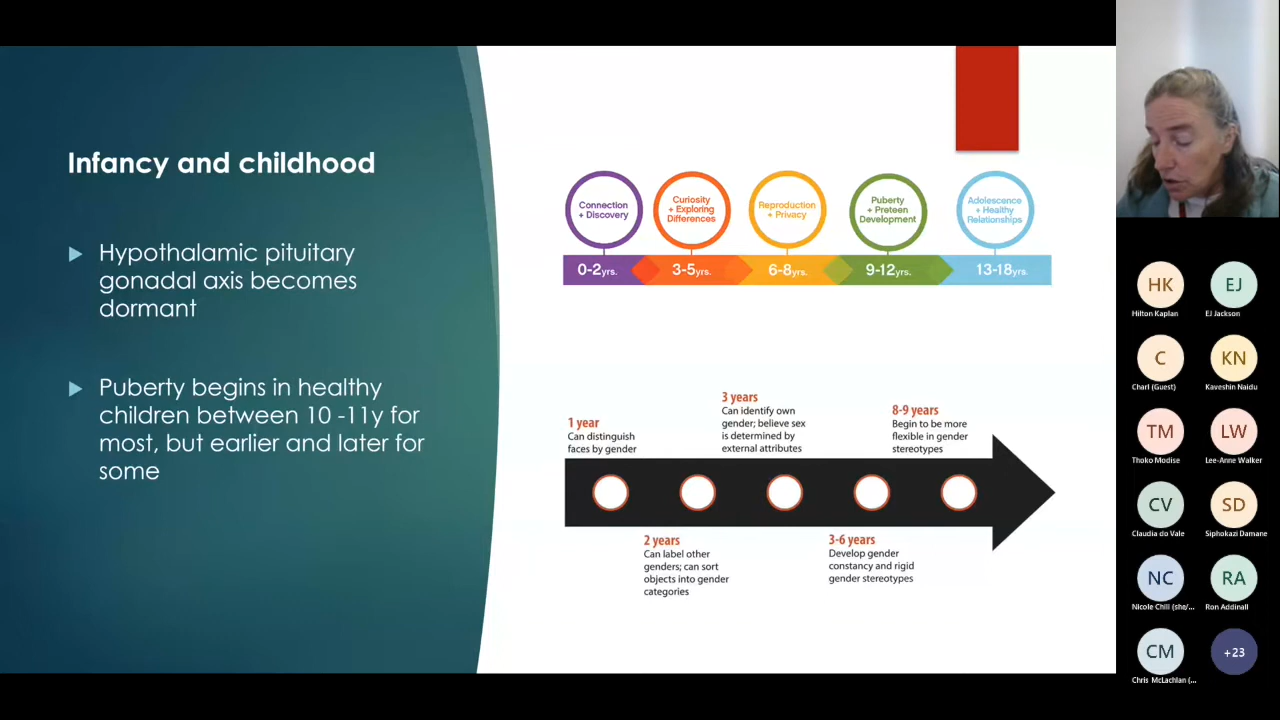 Infancy and childhood
Hypothalamic pituitary
gonadal axis becomes
dormant
Puberty begins in healthy
children between 10 -11y for
most, but earlier and later for
some
Connection
+ Discovery
Curiosity
+ Exploring
Differences
Reproduction
+ Privacy
Puberty
+ Preteen
Development
Adolescence
+ Healthy
Relationships
0-2yrs.
3-5yrs.
6-8yrs.
9-12yrs.
13-18yrs.
1 year
Can distinguish
faces by gender
3 years
Can identify own
gender; believe sex
is determined by
external attributes
8-9 years
Begin to be more
flexible in gender
stereotypes
2 years
Can label other
genders; can sort
objects into gender
categories
3-6 years
Develop gender
constancy and rigid
gender stereotypes
HK
Hilton Kaplan
EJ
EJ Jackson
C
Charl (Guest)
KN
Kaveshin Naidu
TM
Thoko Modise
LW
Lee-Anne Walker
CV
Claudia do Vale
SD
Siphokazi Damane
NC
Nicole Chili (she/...
RA
Ron Addinall
CM
Chris McLachlan (...
+23